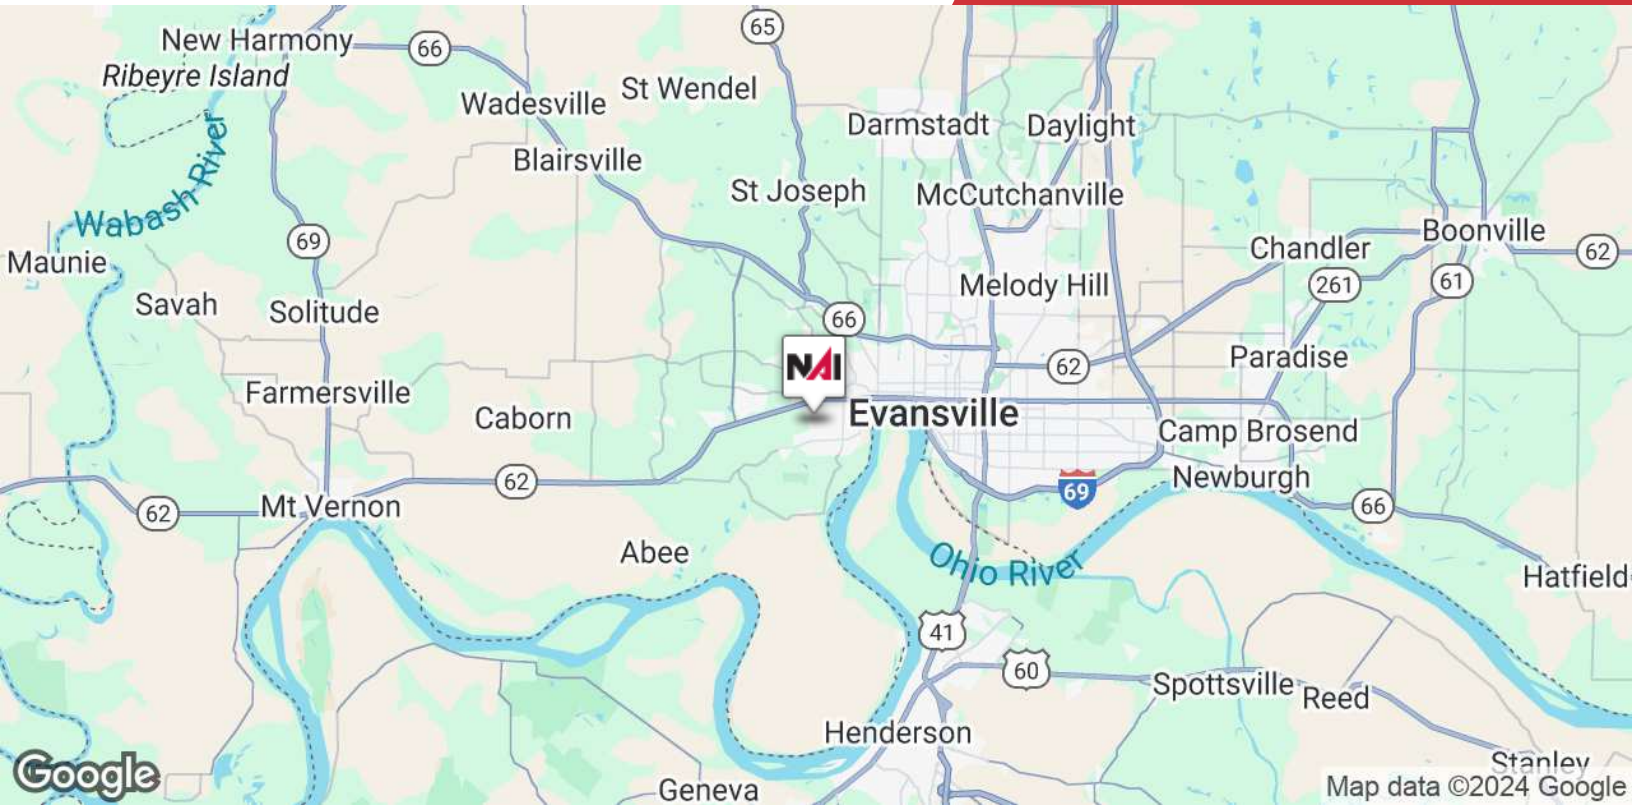 65
New Harmony
66
Ribeyre Island
St Wendel
Wadesville
Darmstadt
Daylight
Blairsville
Wabash River
St Joseph
McCutchanville
69
Boonville
Chandler
62
Maunie
261
61
Melody Hill
Savah
Solitude
66
NAI
Paradise
62
Farmersville
Evansville
Caborn
Camp Brosend
Newburgh
62
69
66
62
Mt Vernon
Abee
Ohio River
Hatfield
41
60
Spottsville
Reed
Henderson
Stanley
Google
Geneva
Map data ©2024 Google